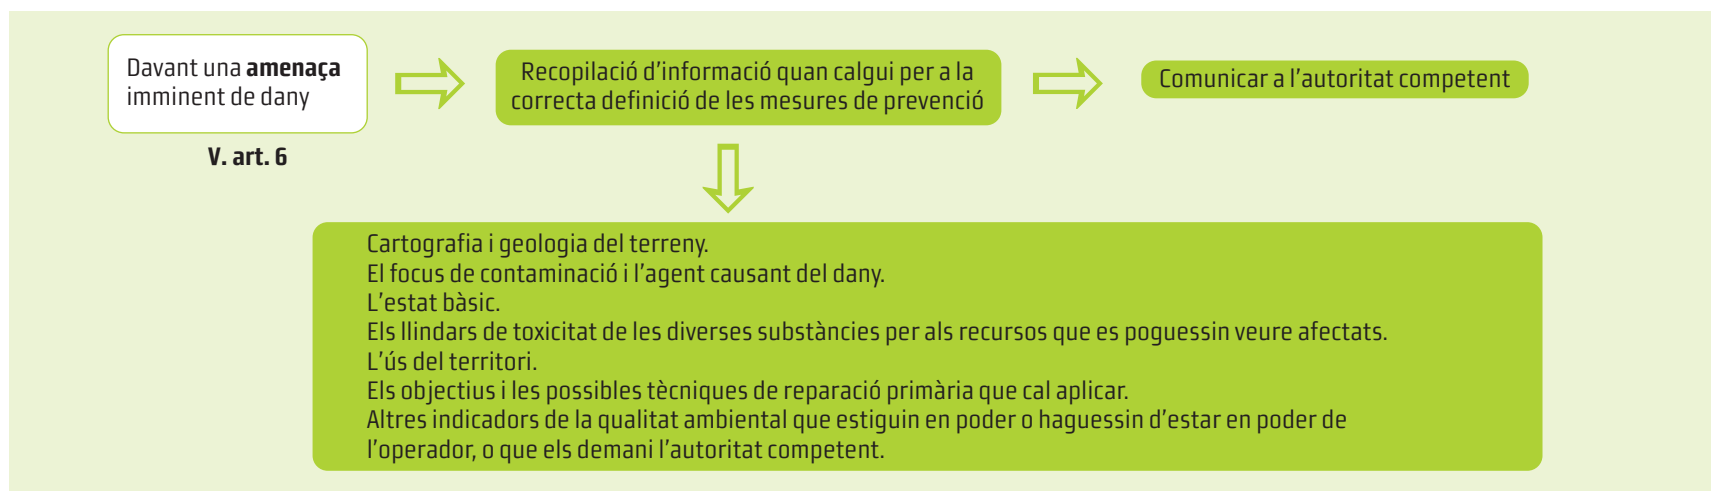 Davant una amenaça
imminent de dany
V. art. 6
Recopilació d’informació quan calgui per a la
correcta definició de les mesures de prevenció
Comunicar a l’autoritat competent
Cartografia i geologia del terreny.
El focus de contaminació i l’agent causant del dany.
L’estat bàsic.
Els llindars de toxicitat de les diverses substàncies per als recursos que es poguessin veure afectats.
L’ús del territori.
Els objectius i les possibles tècniques de reparació primària que cal aplicar.
Altres indicadors de la qualitat ambiental que estiguin en poder o haguessin d’estar en poder de
l’operador, o que els demani l’autoritat competent.